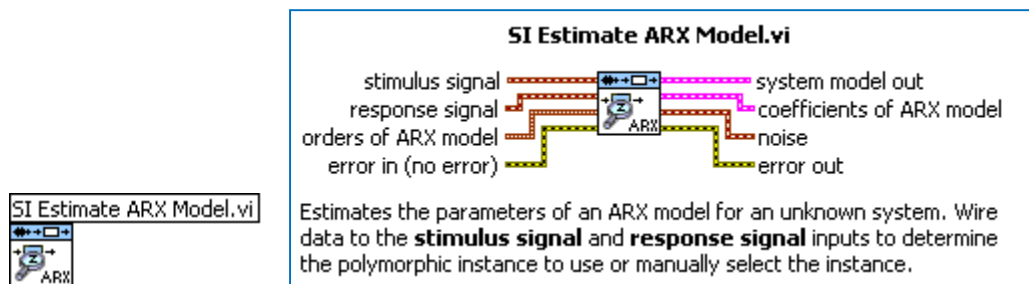 SI Estimate ARX Model.vi
stimulus signal
response signal
orders of ARX model
error in (no error)
Z
ARX
system model out
coefficients of ARX model
noise
error out
Estimates the parameters of an ARX model for an unknown system. Wire
data to the stimulus signal and response signal inputs to determine
the polymorphic instance to use or manually select the instance.
SI Estimate ARX Model.vi
Z
ARX